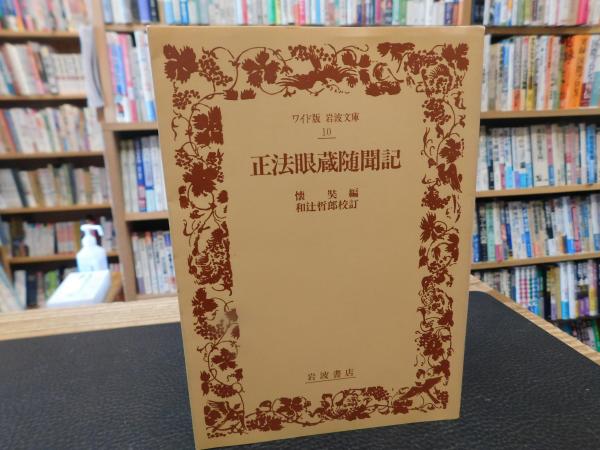 ワイド版 岩波文庫
10
正法眼蔵随聞記
懐奘編
和辻哲郎校訂
岩波書店